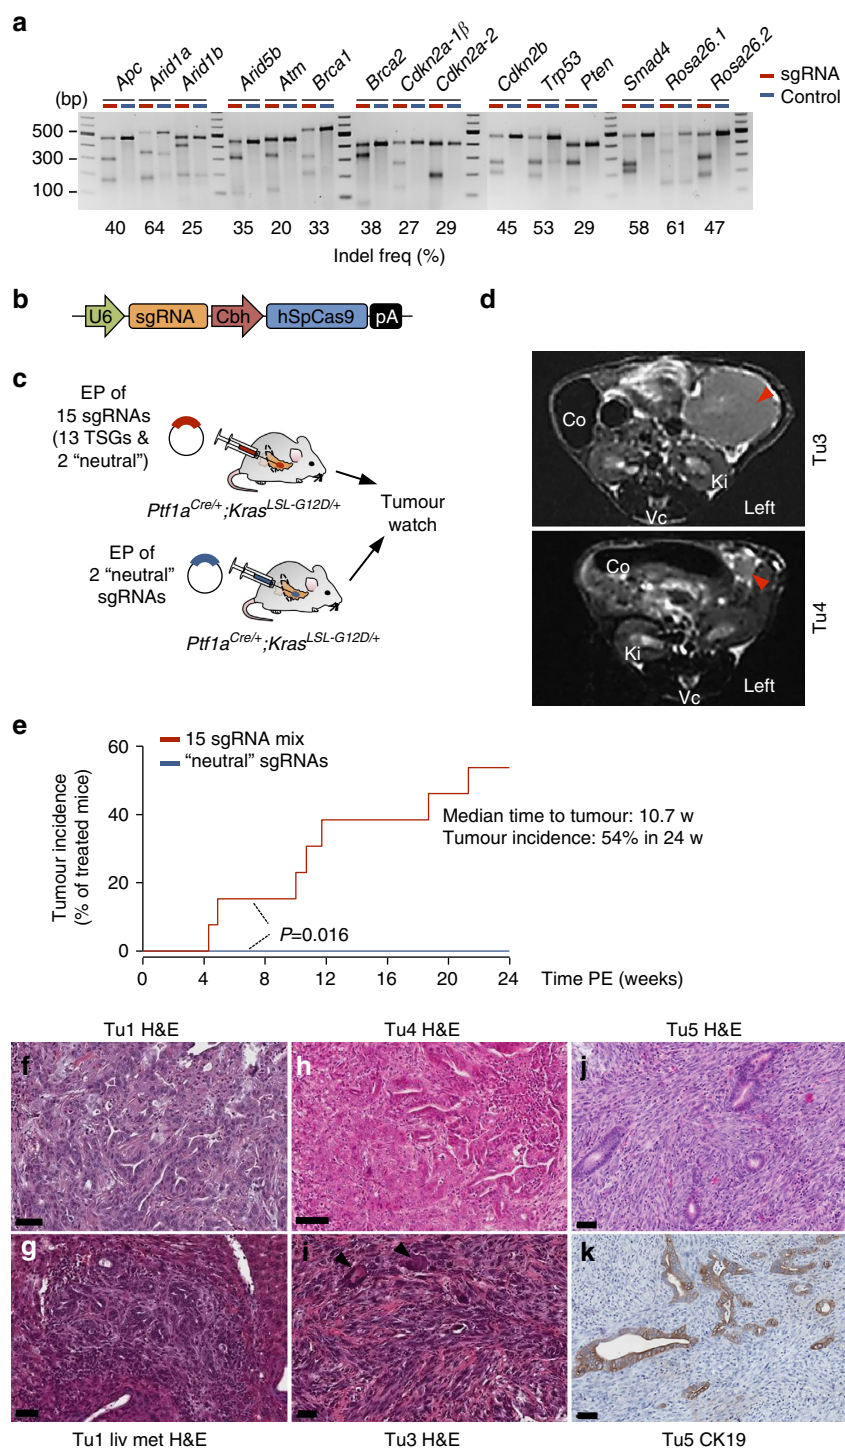 a
Apc Arid1a Arid1b Arid5b Atm Brca1 Brca2 Cdkn2a-1β Cdkn2a-2 Cdkn2b Trp53 Pten Smad4 Rosa26.1 Rosa26.2
sgRNA
Control
(bp)
500
300
100
40 64 25 35 20 33 38 27 29 45 53 29 58 61 47
Indel freq (%)
b
U6 sgRNA Cbh hSpCas9 pA
c
EP of
15 sgRNAs
(13 TSGs &
2 “neutral”)
Ptf1aCre/+;KrasLSL-G12D/+
Tumour
watch
EP of
2 “neutral”
sgRNAs
Ptf1aCre/+;KrasLSL-G12D/+
d
Co
Ki
Vc
Left
Tu3
Co
Ki
Vc
Left
Tu4
e
Tumour incidence
(% of treated mice)
60
40
20
0
15 sgRNA mix
“neutral” sgRNAs
Median time to tumour: 10.7 w
Tumour incidence: 54% in 24 w
P=0.016
0 4 8 12 16 20 24
Time PE (weeks)
Tu1 H&E
Tu4 H&E
Tu5 H&E
f
h
j
g
i
k
Tu1 liv met H&E
Tu3 H&E
Tu5 CK19